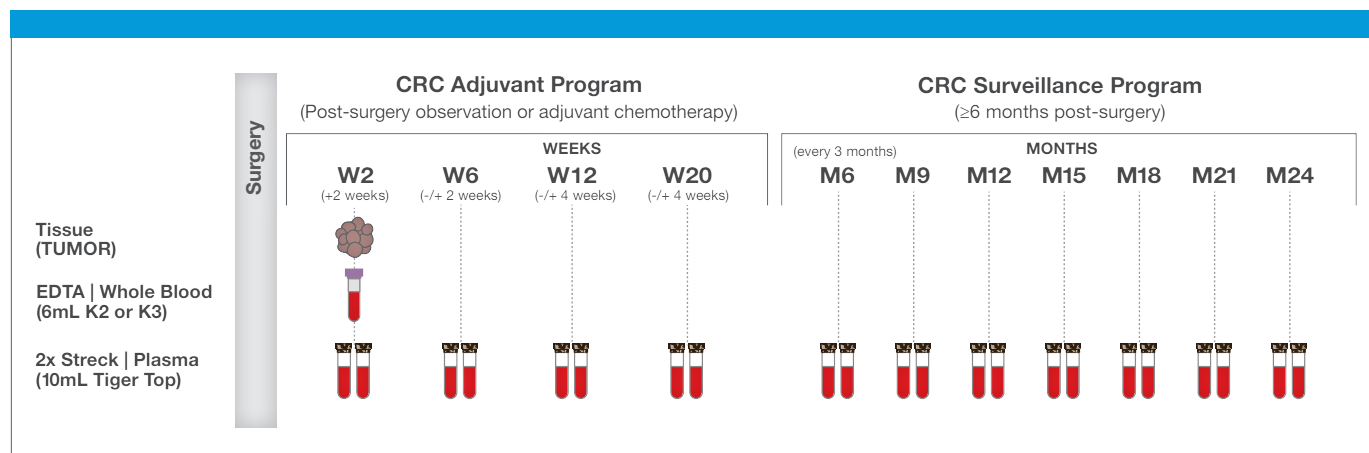 CRC Adjuvant Program
(Post-surgery observation or adjuvant chemotherapy)
CRC Surveillance Program
(≥6 months post-surgery)
Surgery
WEEKS
W2
(+2 weeks)
W6
(-/+ 2 weeks)
W12
(-/+ 4 weeks)
W20
(-/+ 4 weeks)
(every 3 months)
MONTHS
M6
M9
M12
M15
M18
M21
M24
Tissue
(TUMOR)
EDTA | Whole Blood
(6mL K2 or K3)
2x Streck | Plasma
(10mL Tiger Top)